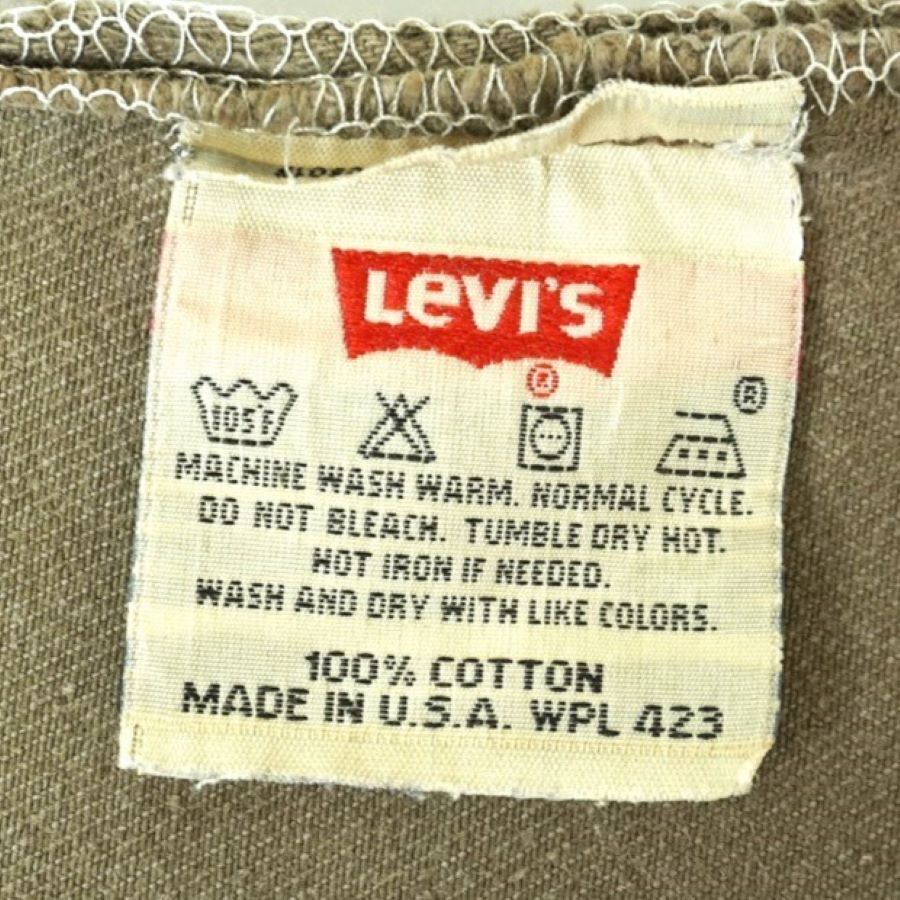 LEVI'S
®
®
105°F
MACHINE WASH WARM. NORMAL CYCLE.
DO NOT BLEACH. TUMBLE DRY HOT.
HOT IRON IF NEEDED.
WASH AND DRY WITH LIKE COLORS.
100% COTTON
MADE IN U.S.A. WPL 423